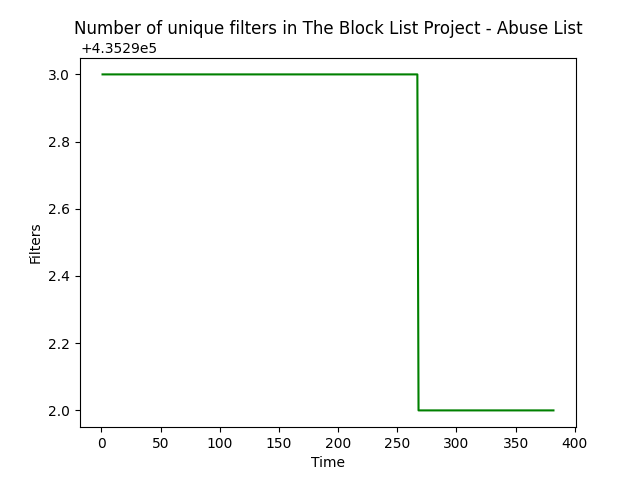 Number of unique filters in The Block List Project - Abuse List
+4.3529e5
3.0
2.8
2.6
2.4
2.2
2.0
Filters
0 50 100 150 200 250 300 350 400
Time